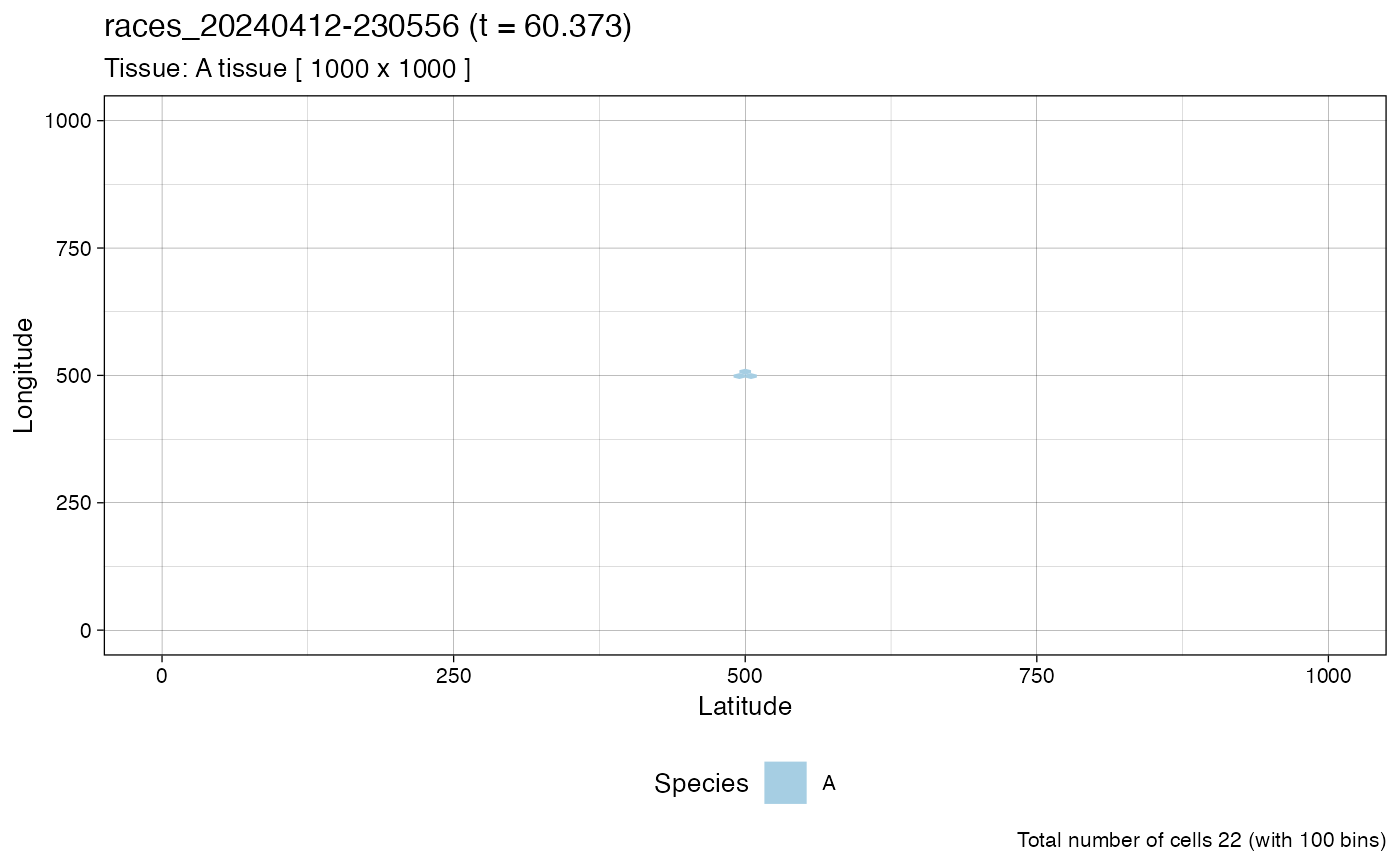 races_20240412-230556 (t = 60.373)
Tissue: A tissue [ 1000 x 1000 ]
1000
750
500
250
0
Longitude
0 250 500 750 1000
Latitude
Species A
Total number of cells 22 (with 100 bins)